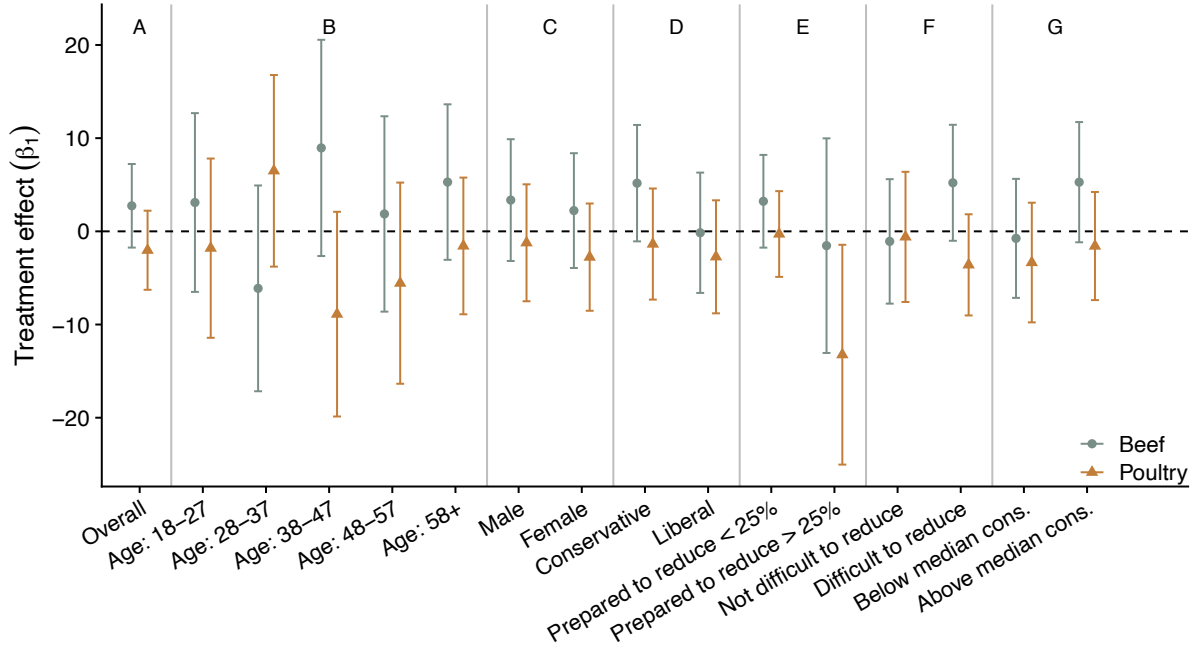 A B C D E F G
20
10
0
−10
−20
Treatment effect (β1)
Beef
Poultry
Overall
Age: 18−27
Age: 28−37
Age: 38−47
Age: 48−57
Age: 58+
Male
Female
Conservative
Liberal
Prepared to reduce < 25%
Prepared to reduce > 25%
Not difficult to reduce
Difficult to reduce
Below median cons.
Above median cons.